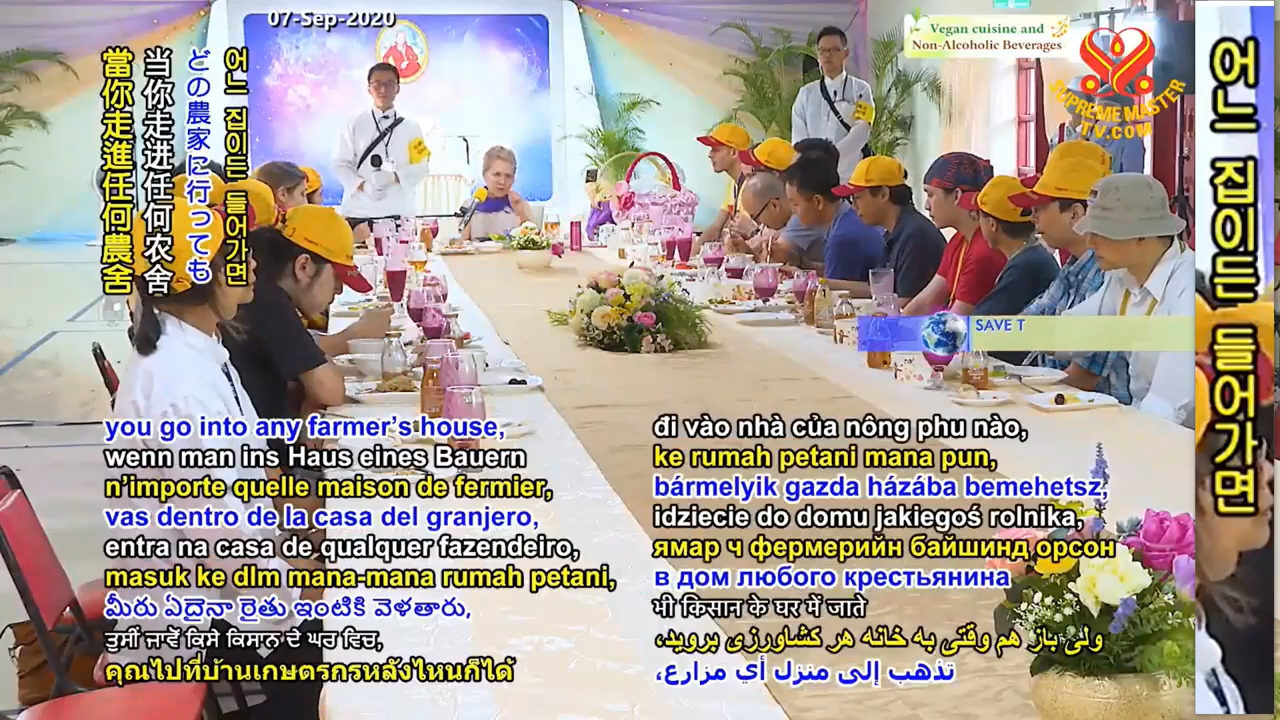 07-Sep-2020
Vegan cuisine and
Non-Alcoholic Beverages
SUPREME MASTER
TV.COM
어느 집이든 들어가면
どの農家に行っても
当你走进任何农舍
當你走進任何農舍
어느 집이든 들어가면
SAVE T
you go into any farmer's house,
wenn man ins Haus eines Bauern
n'importe quelle maison de fermier,
vas dentro de la casa del granjero,
entra na casa de qualquer fazendeiro,
masuk ke dlm mana-mana rumah petani,
మీరు ఏదైనా రైతు ఇంటికి వెళతారు,
ਤੁਸੀਂ ਜਾਵੋਂ ਕਿਸੇ ਕਿਸਾਨ ਦੇ ਘਰ ਵਿਚ,
คุณไปที่บ้านเกษตรกรหลังไหนก็ได้
đi vào nhà của nông phu nào,
ke rumah petani mana pun,
bármelyik gazda házába bemehetsz,
idziecie do domu jakiegoś rolnika,
ямар ч фермерийн байшинд орсон
в дом любого крестьянина
भी किसान के घर में जाते
ولی باز هم وقتی به خانه هر کشاورزی بروید،
تذهب إلى منزل أي مزارع،